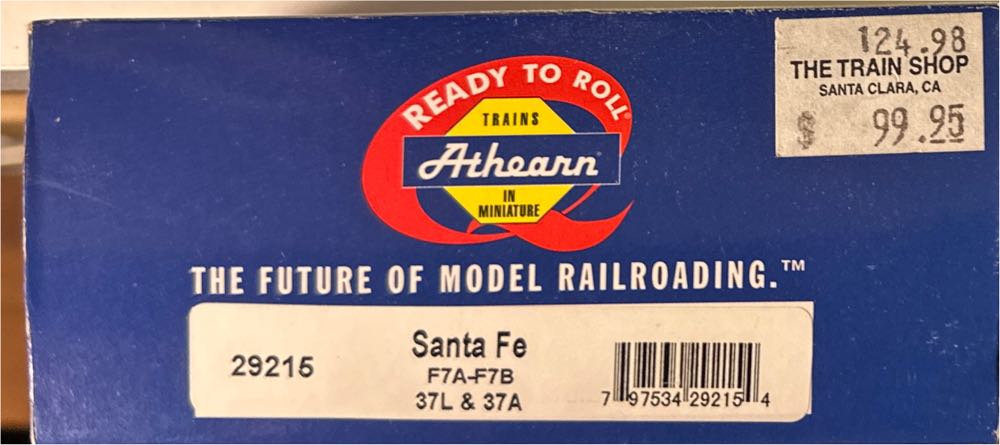 124.98
THE TRAIN SHOP
SANTA CLARA, CA
$ 99.95
READY TO ROLL®
TRAINS
Athearn®
IN
MINIATURE
THE FUTURE OF MODEL RAILROADING.™
29215
Santa Fe
F7A-F7B
37L & 37A
7 97534 29215 4